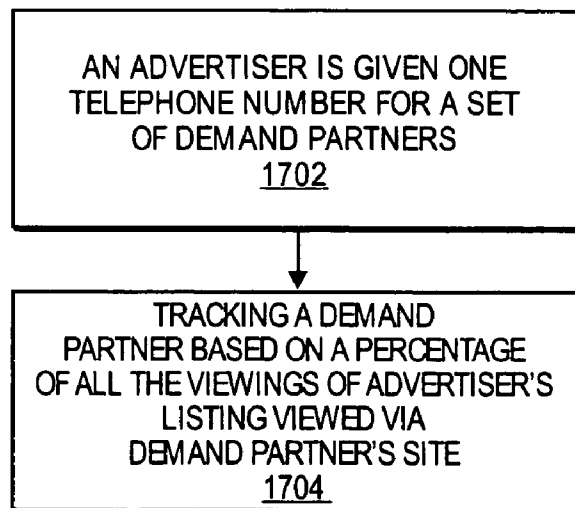 AN ADVERTISER IS GIVEN ONE
TELEPHONE NUMBER FOR A SET
OF DEMAND PARTNERS
1702
TRACKING A DEMAND
PARTNER BASED ON A PERCENTAGE
OF ALL THE VIEWINGS OF ADVERTISER'S
LISTING VIEWED VIA
DEMAND PARTNER'S SITE
1704